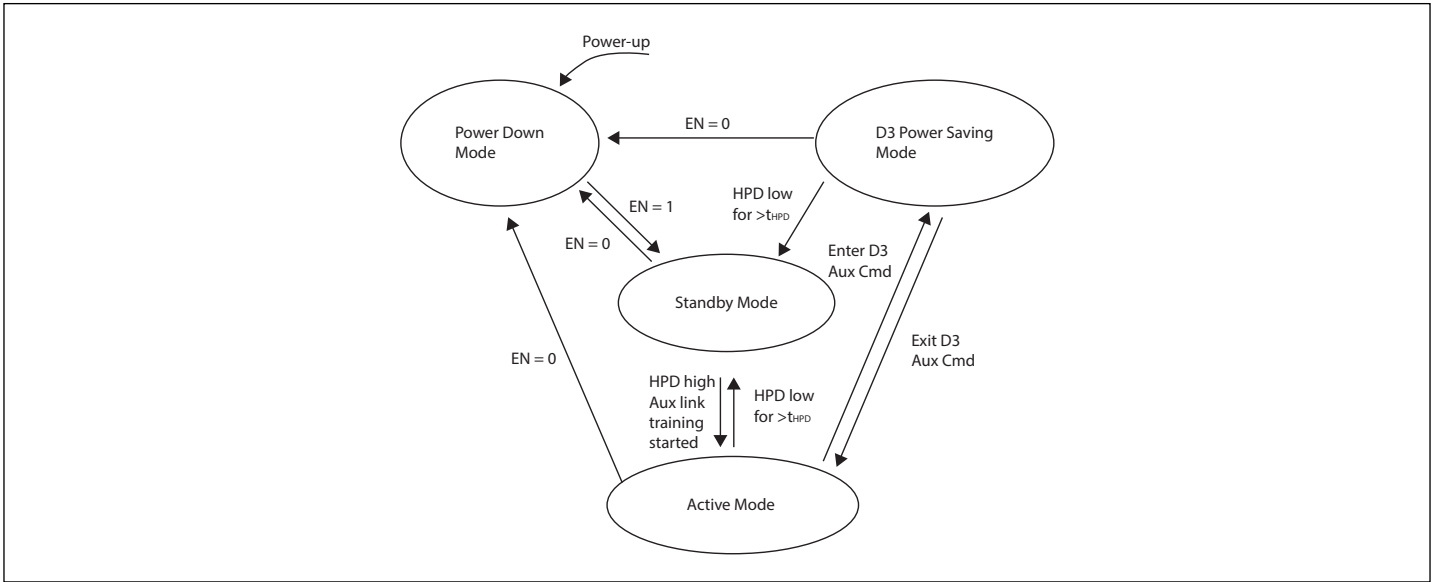 Power-up
Power Down
Mode
EN = 0
D3 Power Saving
Mode
HPD low
for >tHPD
EN = 1
EN = 0
Enter D3
Aux Cmd
Standby Mode
Exit D3
Aux Cmd
EN = 0
HPD high
Aux link
training
started
HPD low
for >tHPD
Active Mode